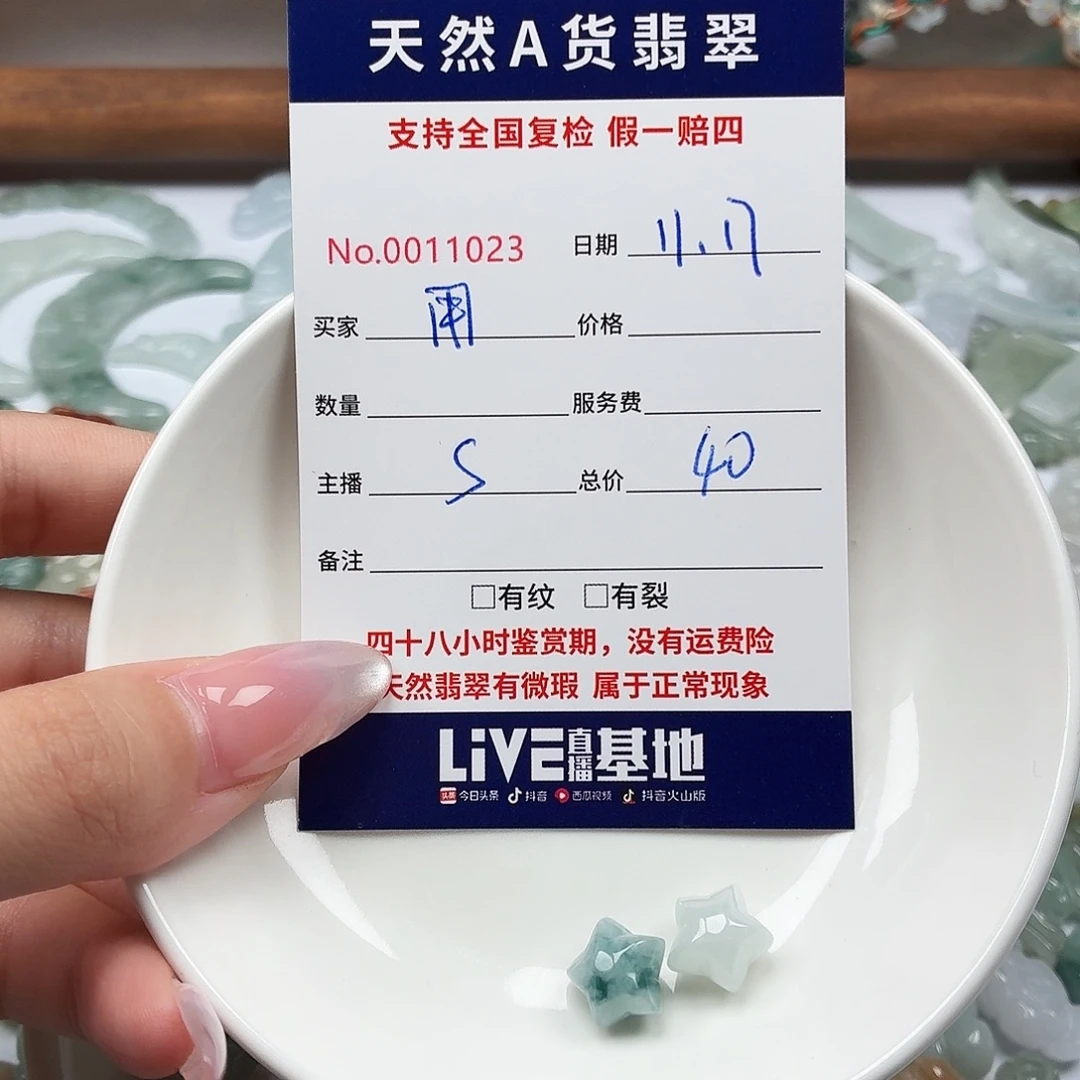 天然A货翡翠
支持全国复检 假一赔四
No.0011023 日期 11.17
买家 用 价格
数量 服务费
主播 S 总价 40
备注
□有纹 □有裂
四十八小时鉴赏期，没有运费险
天然翡翠有微瑕 属于正常现象
LiVE直播基地
头条 今日头条 抖音 西瓜视频 抖音火山版